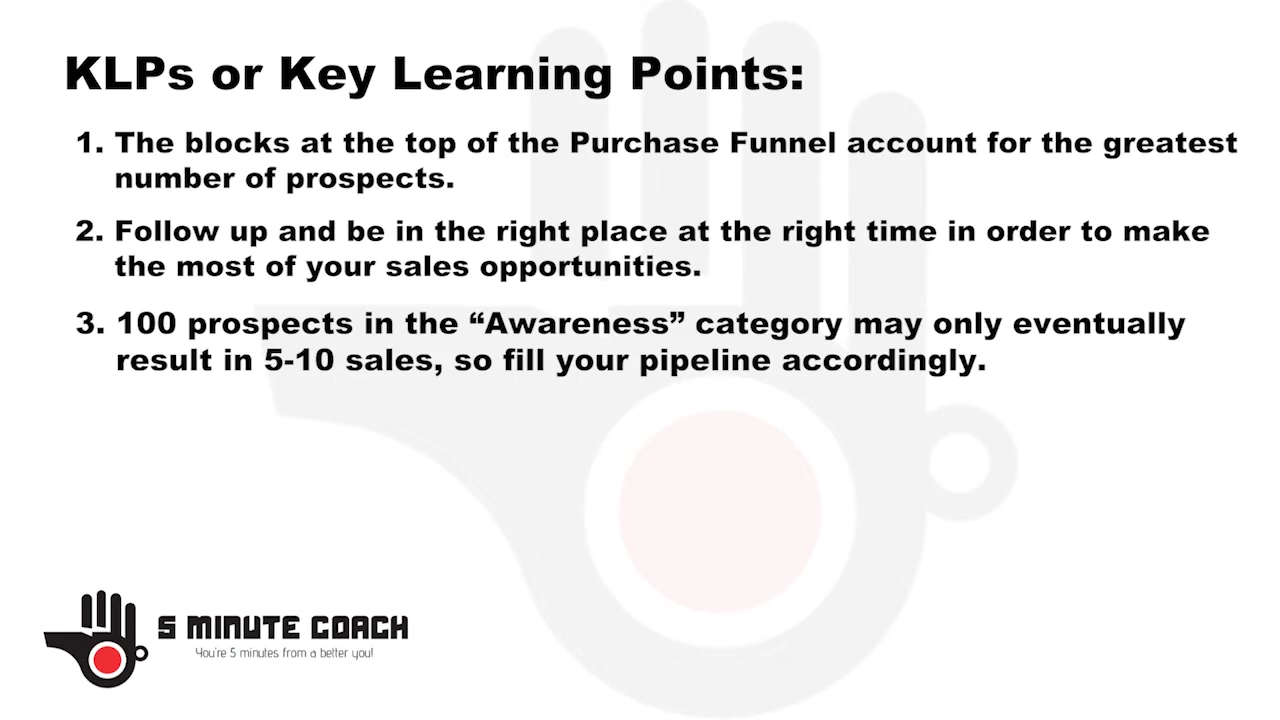 KLPs or Key Learning Points:
1. The blocks at the top of the Purchase Funnel account for the greatest
number of prospects.
2. Follow up and be in the right place at the right time in order to make
the most of your sales opportunities.
3. 100 prospects in the “Awareness” category may only eventually
result in 5-10 sales, so fill your pipeline accordingly.
5 MINUTE COACH
You're 5 minutes from a better you!